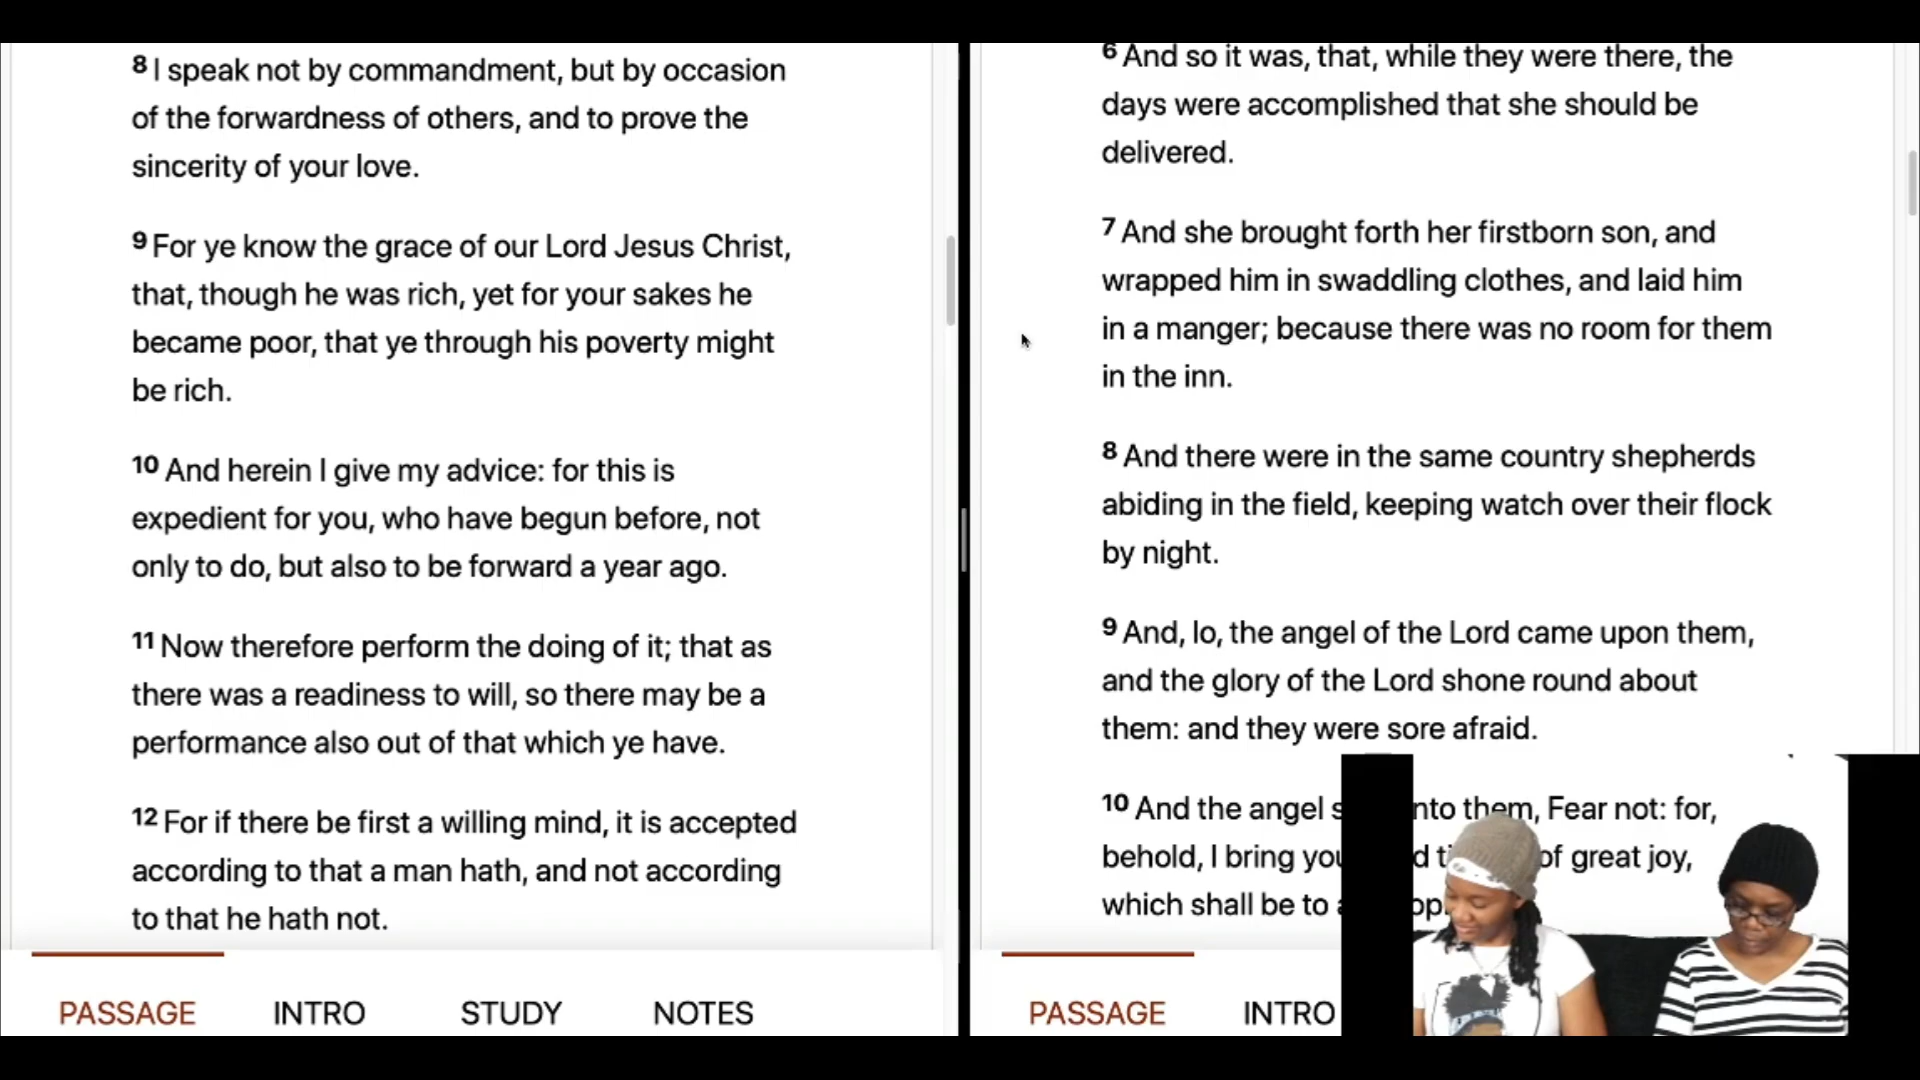 8 I speak not by commandment, but by occasion
of the forwardness of others, and to prove the
sincerity of your love.
9 For ye know the grace of our Lord Jesus Christ,
that, though he was rich, yet for your sakes he
became poor, that ye through his poverty might
be rich.
10 And herein I give my advice: for this is
expedient for you, who have begun before, not
only to do, but also to be forward a year ago.
11 Now therefore perform the doing of it; that as
there was a readiness to will, so there may be a
performance also out of that which ye have.
12 For if there be first a willing mind, it is accepted
according to that a man hath, and not according
to that he hath not.
PASSAGE INTRO STUDY NOTES
6 And so it was, that, while they were there, the
days were accomplished that she should be
delivered.
7 And she brought forth her firstborn son, and
wrapped him in swaddling clothes, and laid him
in a manger; because there was no room for them
in the inn.
8 And there were in the same country shepherds
abiding in the field, keeping watch over their flock
by night.
9 And, lo, the angel of the Lord came upon them,
and the glory of the Lord shone round about
them: and they were sore afraid.
10 And the angel them, Fear not: for,
behold, I bring you of great joy,
which shall be to
PASSAGE INTRO